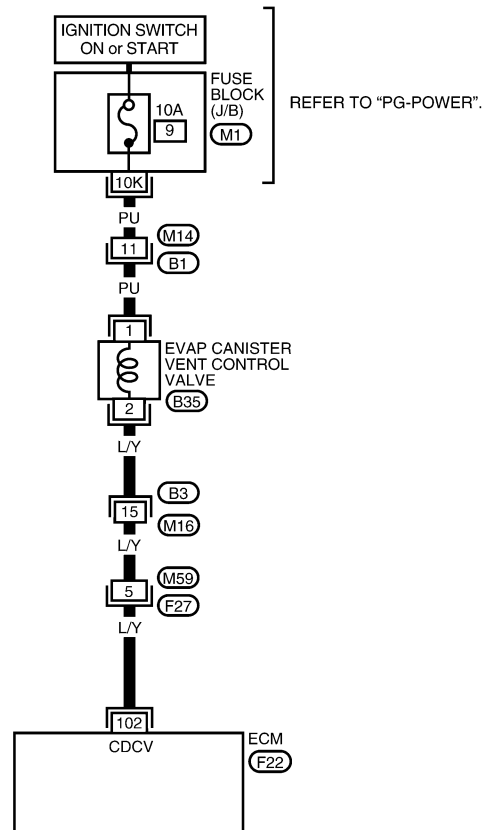 IGNITION SWITCH
ON or START
FUSE
BLOCK
(J/B)
M1
10A
9
REFER TO “PG-POWER”.
10K
PU
11
M14
B1
PU
1
EVAP CANISTER
VENT CONTROL
VALVE
B35
2
L/Y
15
B3
M16
L/Y
5
M59
F27
L/Y
102
CDCV
ECM
F22